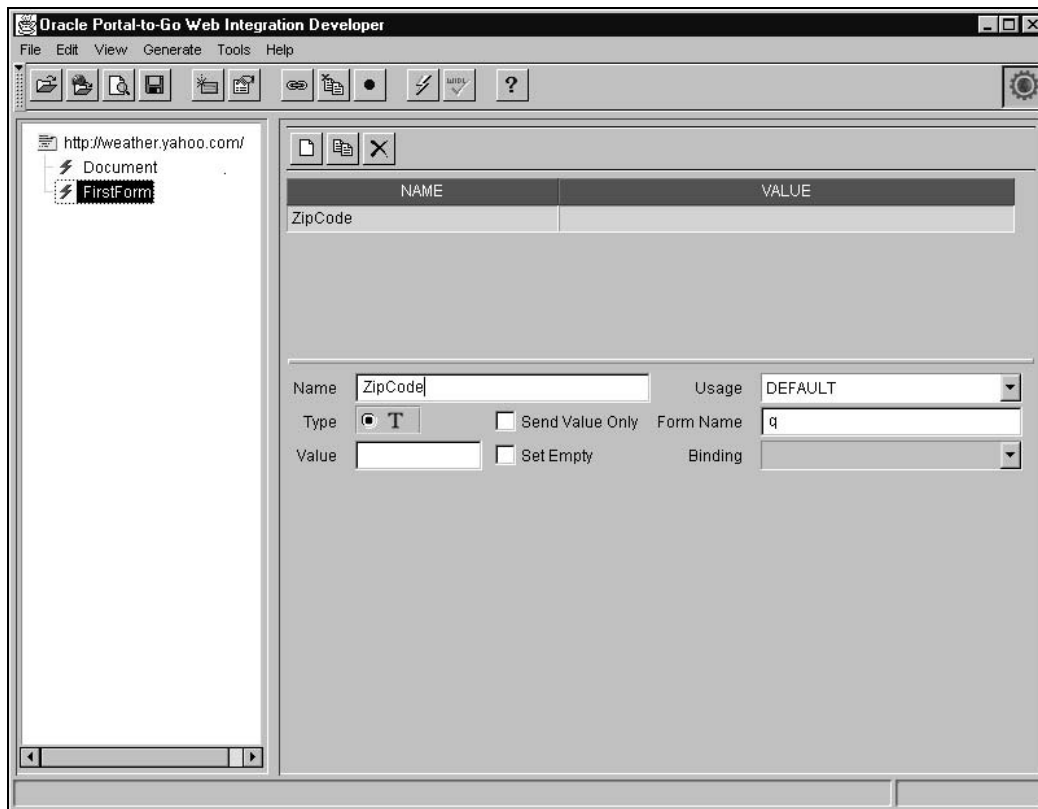 Oracle Portal-to-Go Web Integration Developer
File Edit View Generate Tools Help
WIDL
?
http://weather.yahoo.com/
Document
FirstForm
NAME VALUE
ZipCode
Name ZipCode Usage DEFAULT
Type T Send Value Only Form Name q
Value Set Empty Binding